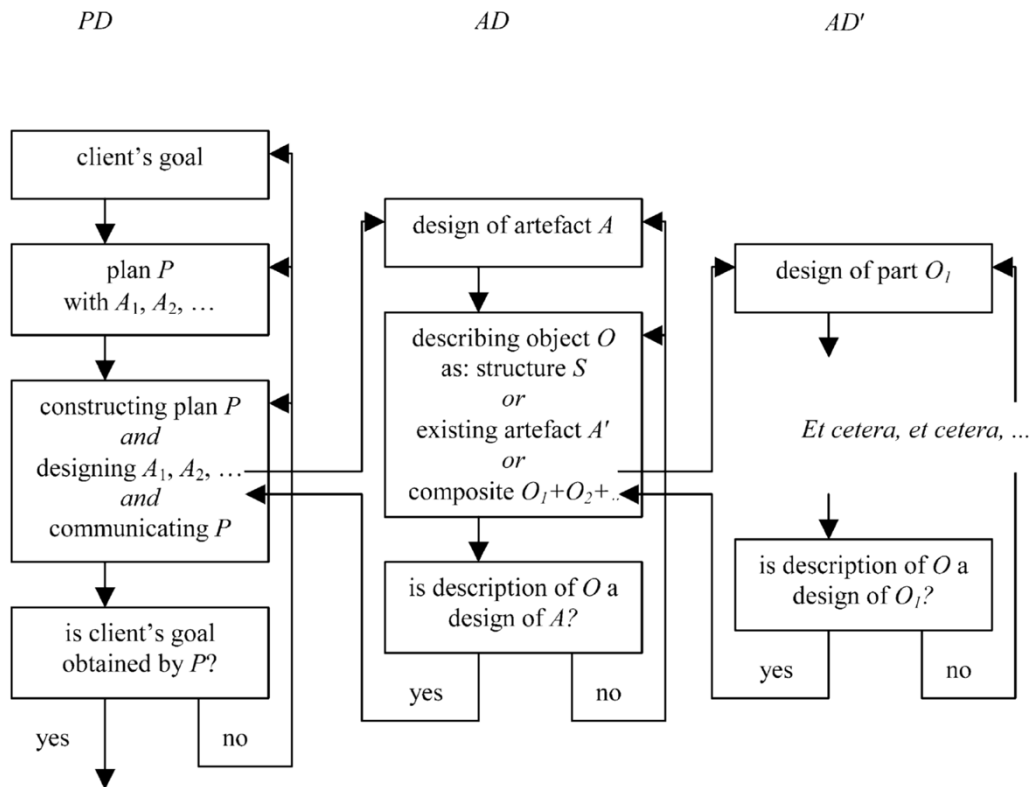 PD
AD
AD′
client's goal
plan P
with A₁, A₂, …
constructing plan P
and
designing A₁, A₂, …
and
communicating P
is client's goal
obtained by P?
yes
no
design of artefact A
describing object O
as: structure S
or
existing artefact A′
or
composite O₁+O₂+..
is description of O a
design of A?
yes
no
design of part O₁
Et cetera, et cetera, ...
is description of O a
design of O₁?
yes
no